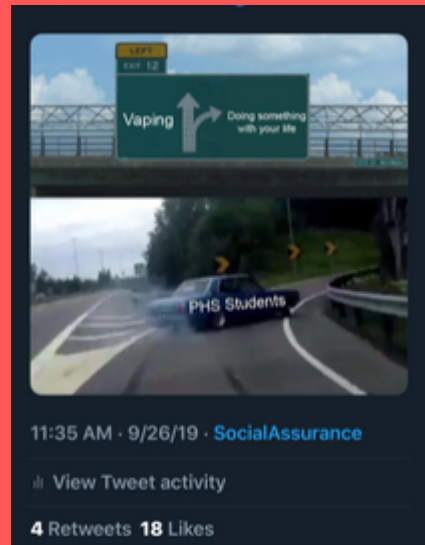 LEFT
EXIT 12
Vaping
Doing something
with your life
PHS Students
11:35 AM · 9/26/19 · SocialAssurance
View Tweet activity
4 Retweets 18 Likes